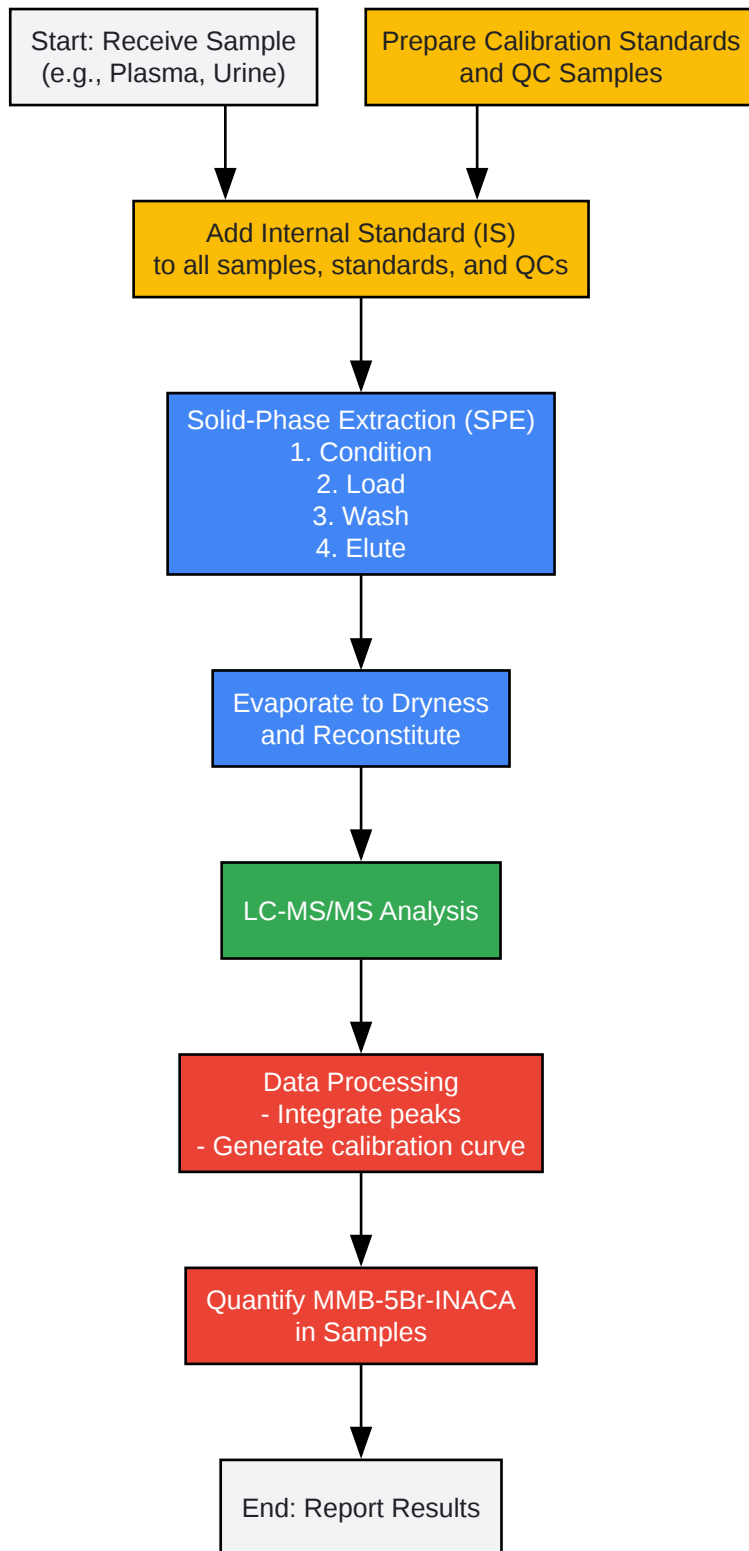 Start: Receive Sample
(e.g., Plasma, Urine)
Prepare Calibration Standards
and QC Samples
Add Internal Standard (IS)
to all samples, standards, and QCs
Solid-Phase Extraction (SPE)
1. Condition
2. Load
3. Wash
4. Elute
Evaporate to Dryness
and Reconstitute
LC-MS/MS Analysis
Data Processing
- Integrate peaks
- Generate calibration curve
Quantify MMB-5Br-INACA
in Samples
End: Report Results